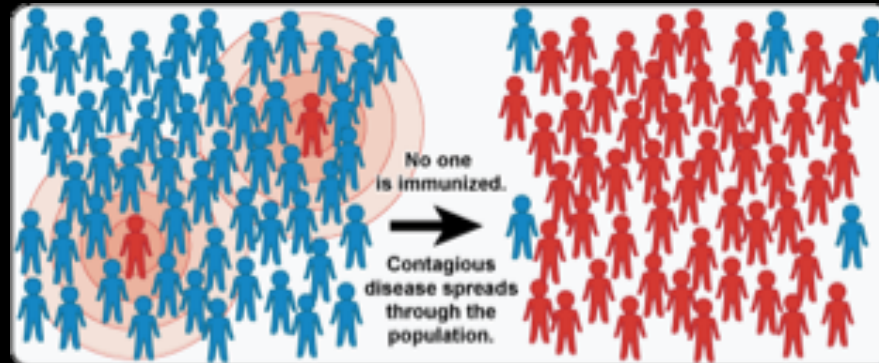 No one
is immunized.
Contagious
disease spreads
through the
population.